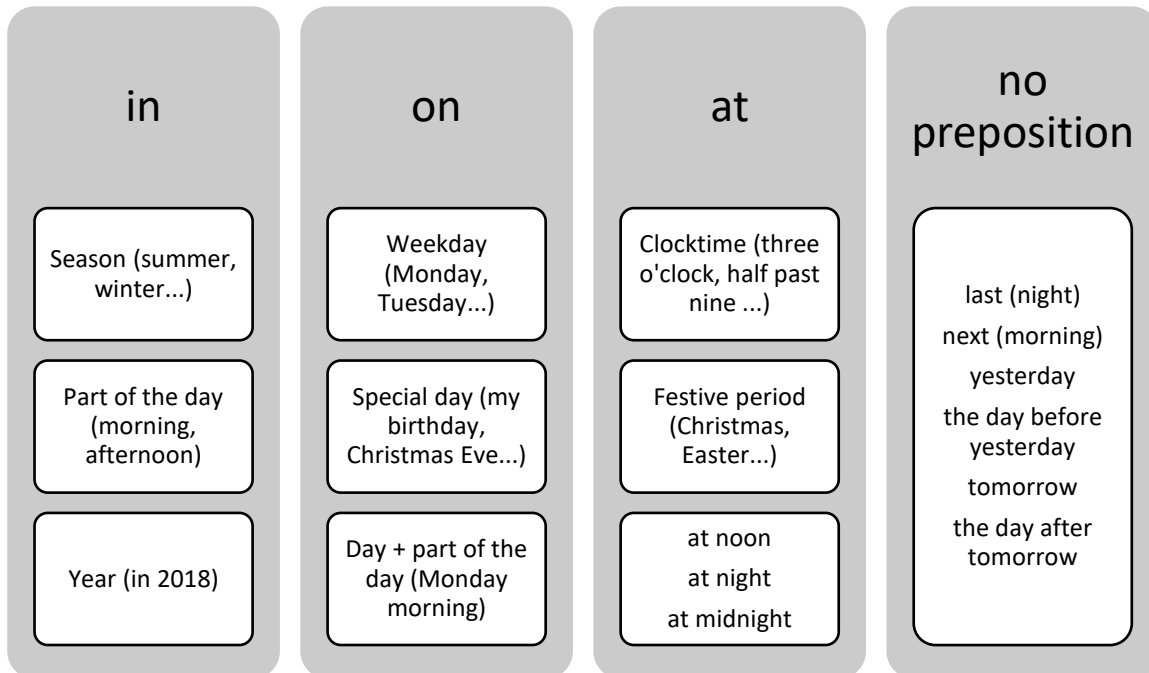 in
Season (summer,
winter...)
Part of the day
(morning,
afternoon)
Year (in 2018)
on
Weekday
(Monday,
Tuesday...)
Special day (my
birthday,
Christmas Eve...)
Day + part of the
day (Monday
morning)
at
Clocktime (three
o'clock, half past
nine ...)
Festive period
(Christmas,
Easter...)
at noon
at night
at midnight
no
preposition
last (night)
next (morning)
yesterday
the day before
yesterday
tomorrow
the day after
tomorrow